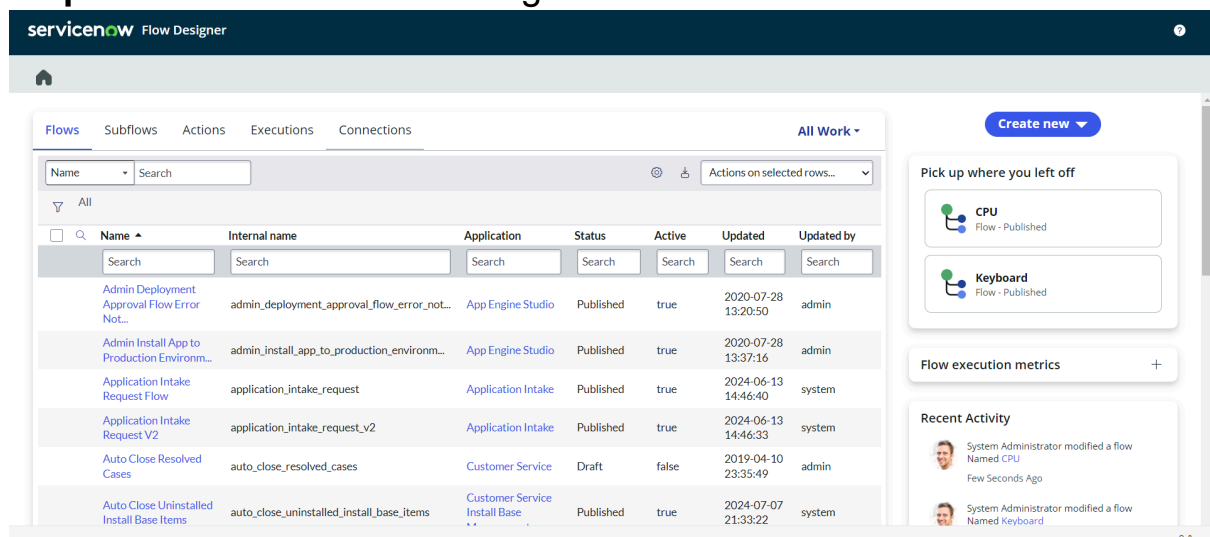 servicenow Flow Designer
Flows Subflows Actions Executions Connections All Work
Create new
Name Search Actions on selected rows...
All
Name Internal name Application Status Active Updated Updated by
Search Search Search Search Search Search Search
Admin Deployment
Approval Flow Error
Not...
admin_deployment_approval_flow_error_not... App Engine Studio Published true 2020-07-28
13:20:50
admin
Admin Install App to
Production Environm...
admin_install_app_to_production_environm... App Engine Studio Published true 2020-07-28
13:37:16
admin
Application Intake
Request Flow
application_intake_request Application Intake Published true 2024-06-13
14:46:40
system
Application Intake
Request V2
application_intake_request_v2 Application Intake Published true 2024-06-13
14:46:33
system
Auto Close Resolved
Cases
auto_close_resolved_cases Customer Service Draft false 2019-04-10
23:35:49
admin
Auto Close Uninstalled
Install Base Items
auto_close_uninstalled_install_base_items Customer Service
Install Base
Published true 2024-07-07
21:33:22
system
Pick up where you left off
CPU
Flow - Published
Keyboard
Flow - Published
Flow execution metrics
Recent Activity
System Administrator modified a flow
Named CPU
Few Seconds Ago
System Administrator modified a flow
Named Keyboard